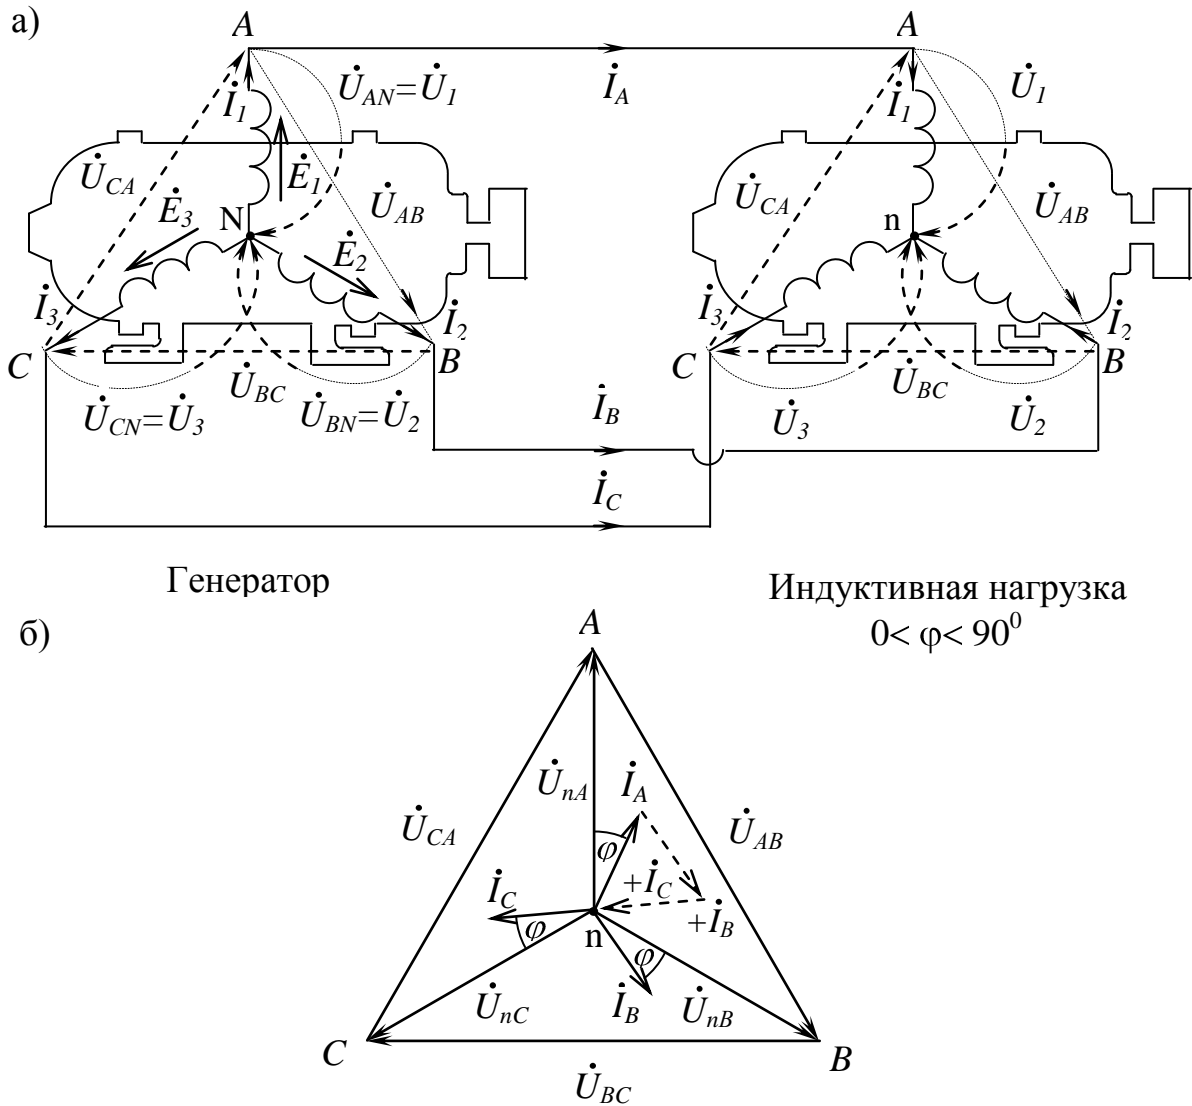 а)
A
A
U̇AN=U̇1
İA
U̇1
İ1
İ1
U̇CA
Ė1
U̇CA
Ė3
U̇AB
U̇AB
N
n
Ė2
İ3
İ2
İ3
İ2
C
B
C
B
U̇BC
U̇BC
U̇CN=U̇3
U̇BN=U̇2
İB
U̇3
U̇2
İC
Генератор
Индуктивная нагрузка
0< φ< 90⁰
б)
A
U̇nA
İA
U̇CA
U̇AB
φ
İC
+İC
+İB
φ
n
φ
U̇nC
İB
U̇nB
C
B
U̇BC